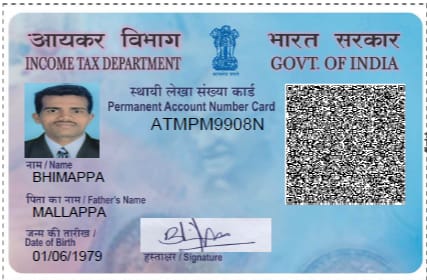 आयकर विभाग
INCOME TAX DEPARTMENT
भारत सरकार
GOVT. OF INDIA
स्थायी लेखा संख्या कार्ड
Permanent Account Number Card
ATMPM9908N
नाम / Name
BHIMAPPA
पिता का नाम / Father's Name
MALLAPPA
जन्म की तारीख /
Date of Birth
01/06/1979
हस्ताक्षर / Signature